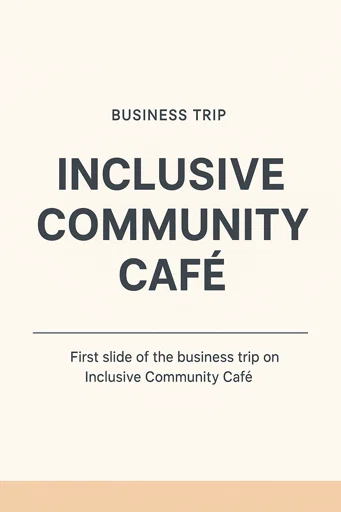 BUSINESS TRIP
INCLUSIVE
COMMUNITY
CAFÉ
First slide of the business trip on
Inclusive Community Café